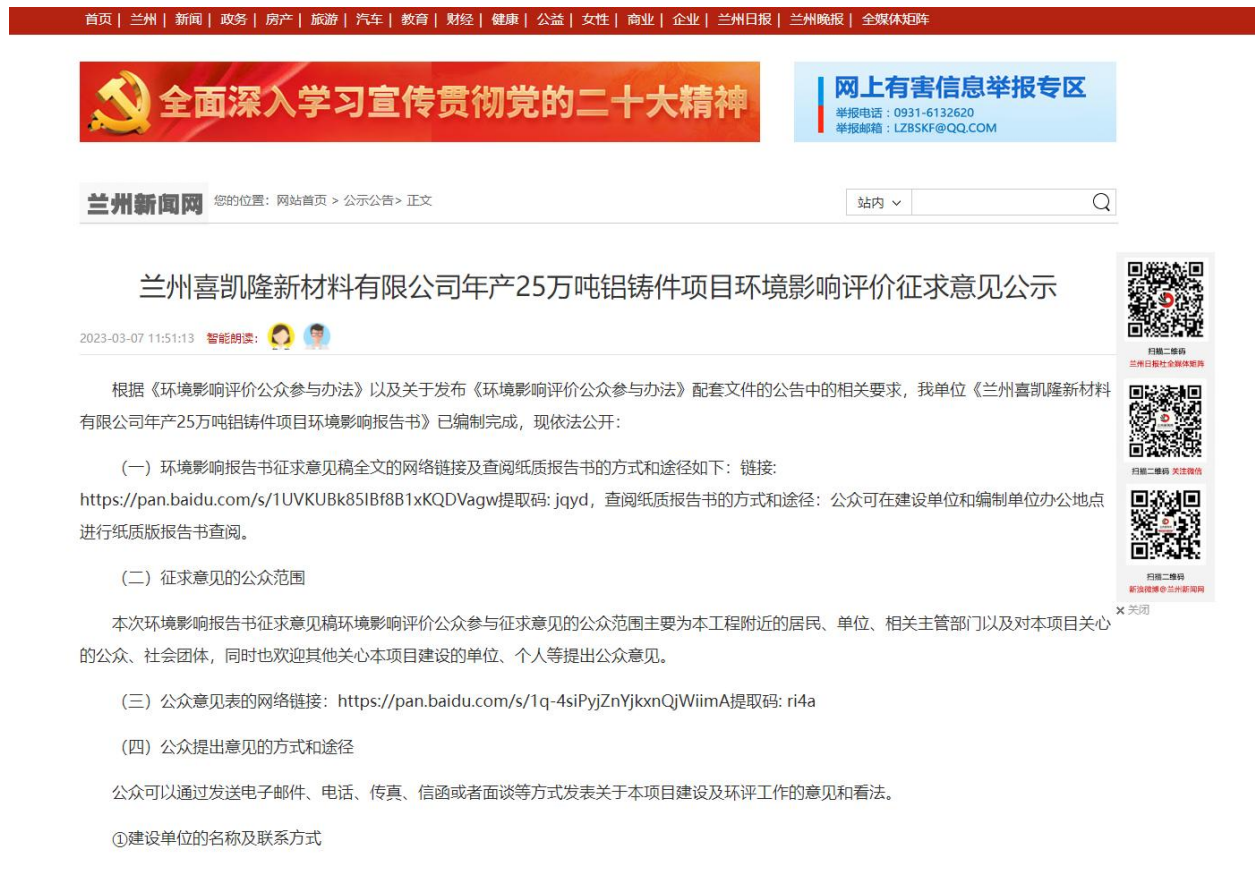 首页 | 兰州 | 新闻 | 政务 | 房产 | 旅游 | 汽车 | 教育 | 财经 | 健康 | 公益 | 女性 | 商业 | 企业 | 兰州日报 | 兰州晚报 | 全媒体矩阵
全面深入学习宣传贯彻党的二十大精神
网上有害信息举报专区
举报电话：0931-6132620
举报邮箱：LZBSKF@QQ.COM
兰州新闻网 您的位置：网站首页 > 公示公告> 正文
站内
兰州喜凯隆新材料有限公司年产25万吨铝铸件项目环境影响评价征求意见公示
2023-03-07 11:51:13 智能朗读：
根据《环境影响评价公众参与办法》以及关于发布《环境影响评价公众参与办法》配套文件的公告中的相关要求，我单位《兰州喜凯隆新材料
有限公司年产25万吨铝铸件项目环境影响报告书》已编制完成，现依法公开：
（一）环境影响报告书征求意见稿全文的网络链接及查阅纸质报告书的方式和途径如下：链接:
https://pan.baidu.com/s/1UVKUBk85IBf8B1xKQDVagw提取码: jqyd，查阅纸质报告书的方式和途径：公众可在建设单位和编制单位办公地点
进行纸质版报告书查阅。
（二）征求意见的公众范围
本次环境影响报告书征求意见稿环境影响评价公众参与征求意见的公众范围主要为本工程附近的居民、单位、相关主管部门以及对本项目关心
的公众、社会团体，同时也欢迎其他关心本项目建设的单位、个人等提出公众意见。
（三）公众意见表的网络链接：https://pan.baidu.com/s/1q-4siPyjZnYjkxnQjWiimA提取码: ri4a
（四）公众提出意见的方式和途径
公众可以通过发送电子邮件、电话、传真、信函或者面谈等方式发表关于本项目建设及环评工作的意见和看法。
①建设单位的名称及联系方式
扫描二维码
兰州日报社全媒体矩阵
扫描二维码 关注微信
扫描二维码
新浪微博@兰州新闻网
× 关闭